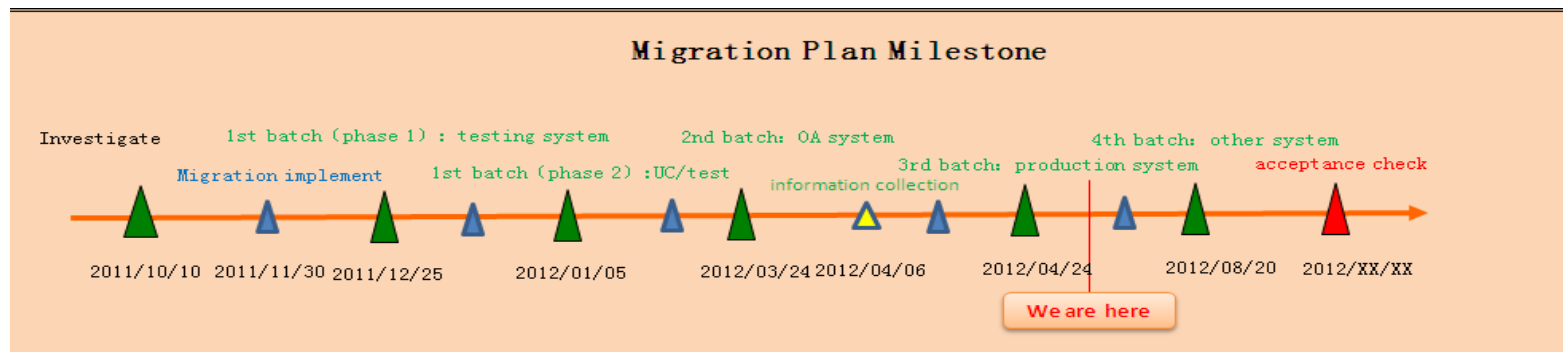 Migration Plan Milestone
Investigate
1st batch (phase 1) : testing system
2nd batch: OA system
4th batch: other system
Migration implement
1st batch (phase 2) :UC/test
information collection
3rd batch: production system
acceptance check
2011/10/10
2011/11/30
2011/12/25
2012/01/05
2012/03/24
2012/04/06
2012/04/24
2012/08/20
2012/XX/XX
We are here